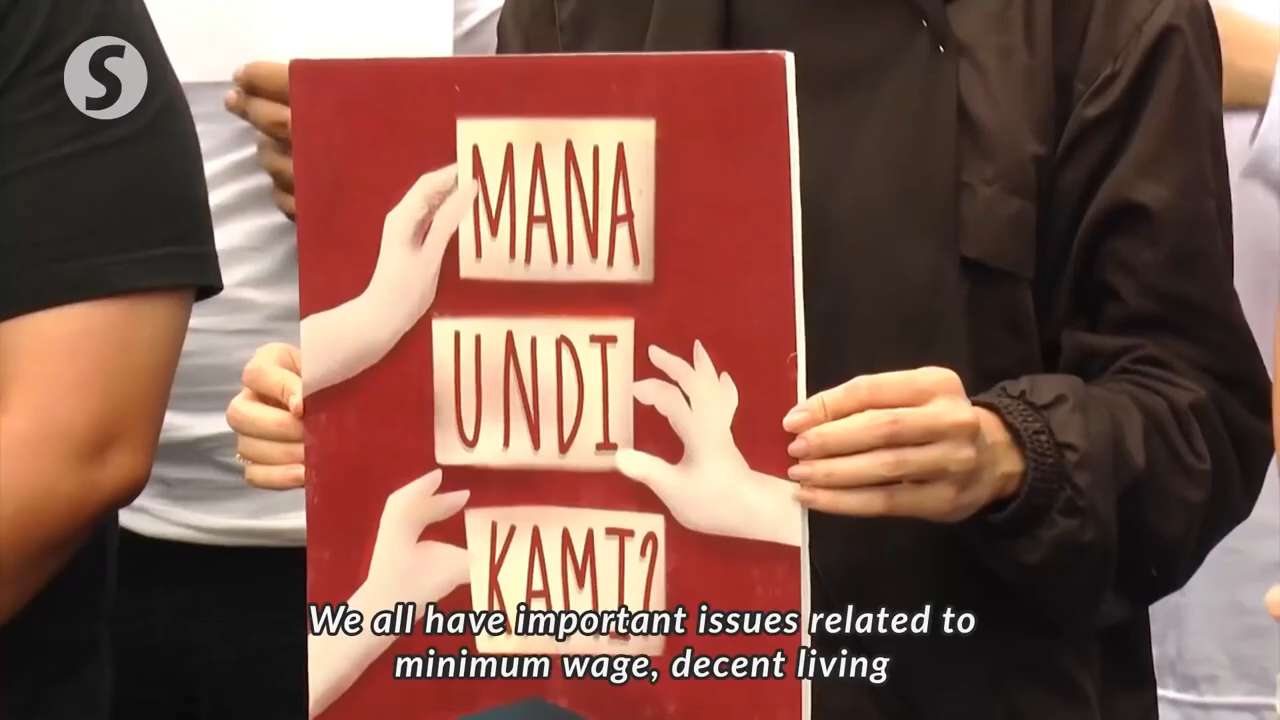 S
MANA
UNDI
KAMI?
We all have important issues related to
minimum wage, decent living